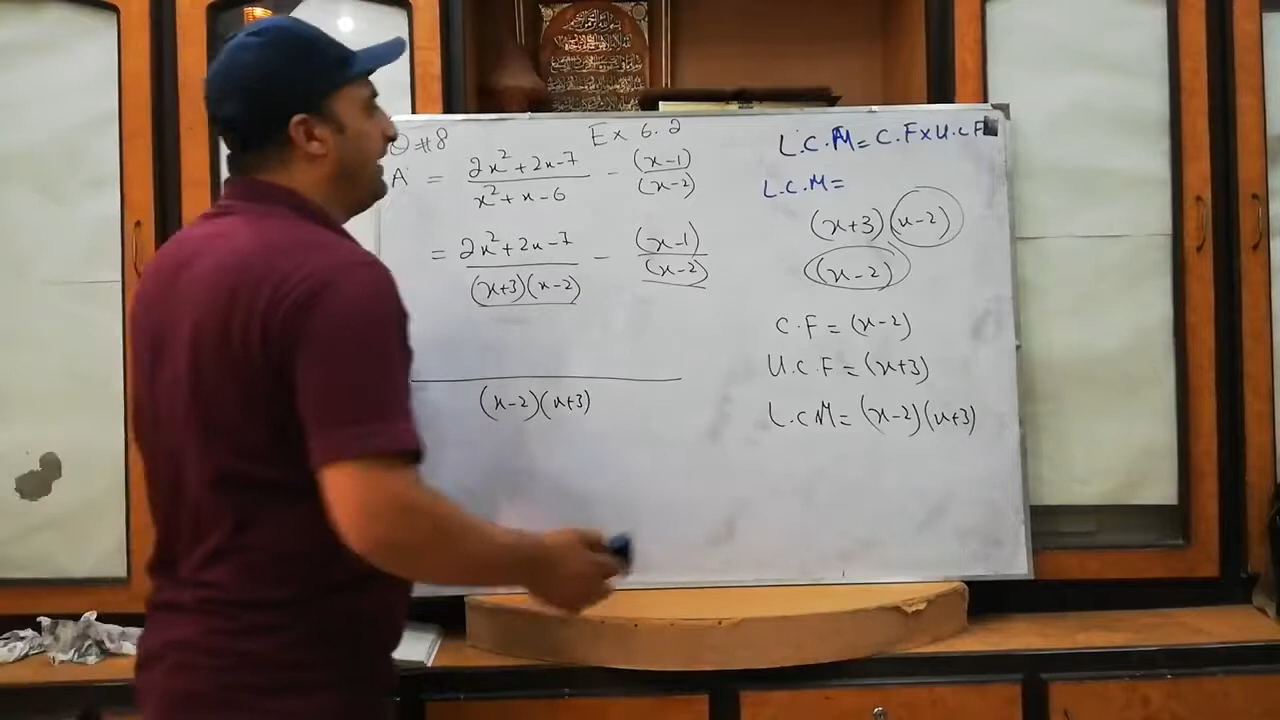 Q #8
Ex 6.2
A = (2x²+2x-7)/(x²+x-6) - (x-1)/(x-2)
= (2x²+2x-7)/((x+3)(x-2)) - (x-1)/(x-2)
(x-2)(x+3)
L.C.M = C.F x U.C.F
L.C.M =
(x+3)(x-2)
(x-2)
C.F = (x-2)
U.C.F = (x+3)
L.C.M = (x-2)(x+3)